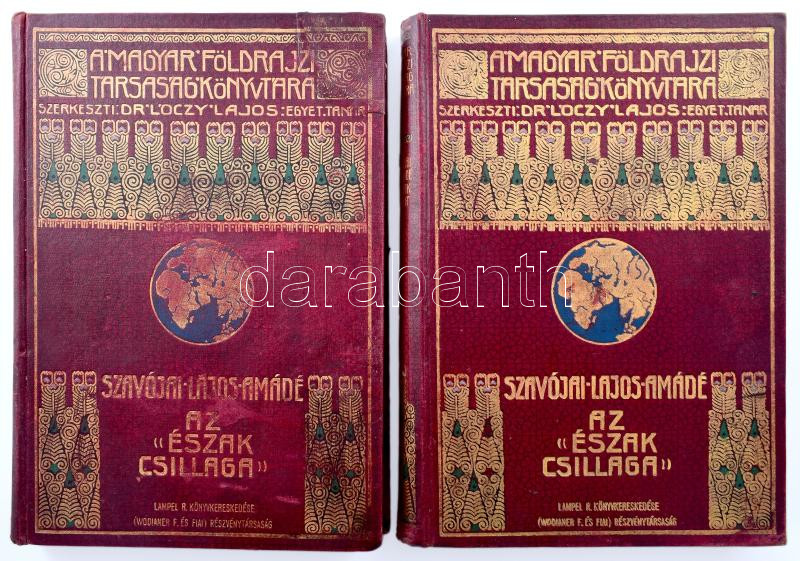 A MAGYAR FÖLDRAJZI
TÁRSASÁG KÖNYVTÁRA
SZERKESZTI: DR LÓCZY LAJOS: EGYET. TANÁR
SZAVÓJAI·LAJOS·AMÁDÉ
AZ
«ÉSZAK
CSILLAGA»
LAMPEL R. KÖNYVKERESKEDÉSE
(WODIANER F. ÉS FIAI) RÉSZVÉNYTÁRSASÁG
A MAGYAR FÖLDRAJZI
TÁRSASÁG KÖNYVTÁRA
SZERKESZTI: DR LÓCZY LAJOS: EGYET. TANÁR
SZAVÓJAI·LAJOS·AMÁDÉ
AZ
«ÉSZAK
CSILLAGA»
LAMPEL R. KÖNYVKERESKEDÉSE
(WODIANER F. ÉS FIAI) RÉSZVÉNYTÁRSASÁG
darabanth